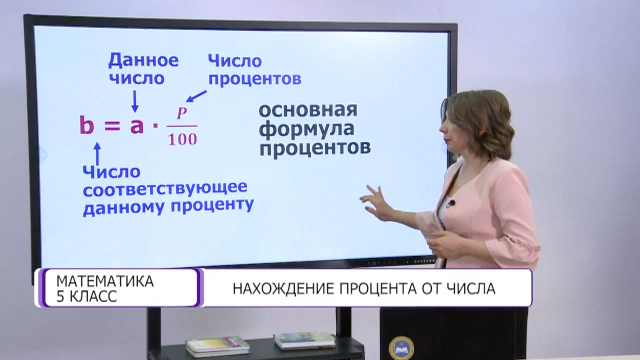 Данное
число
Число
процентов
b = a · P/100
основная
формула
процентов
Число
соответствующее
данному проценту
МАТЕМАТИКА
5 КЛАСС
НАХОЖДЕНИЕ ПРОЦЕНТА ОТ ЧИСЛА